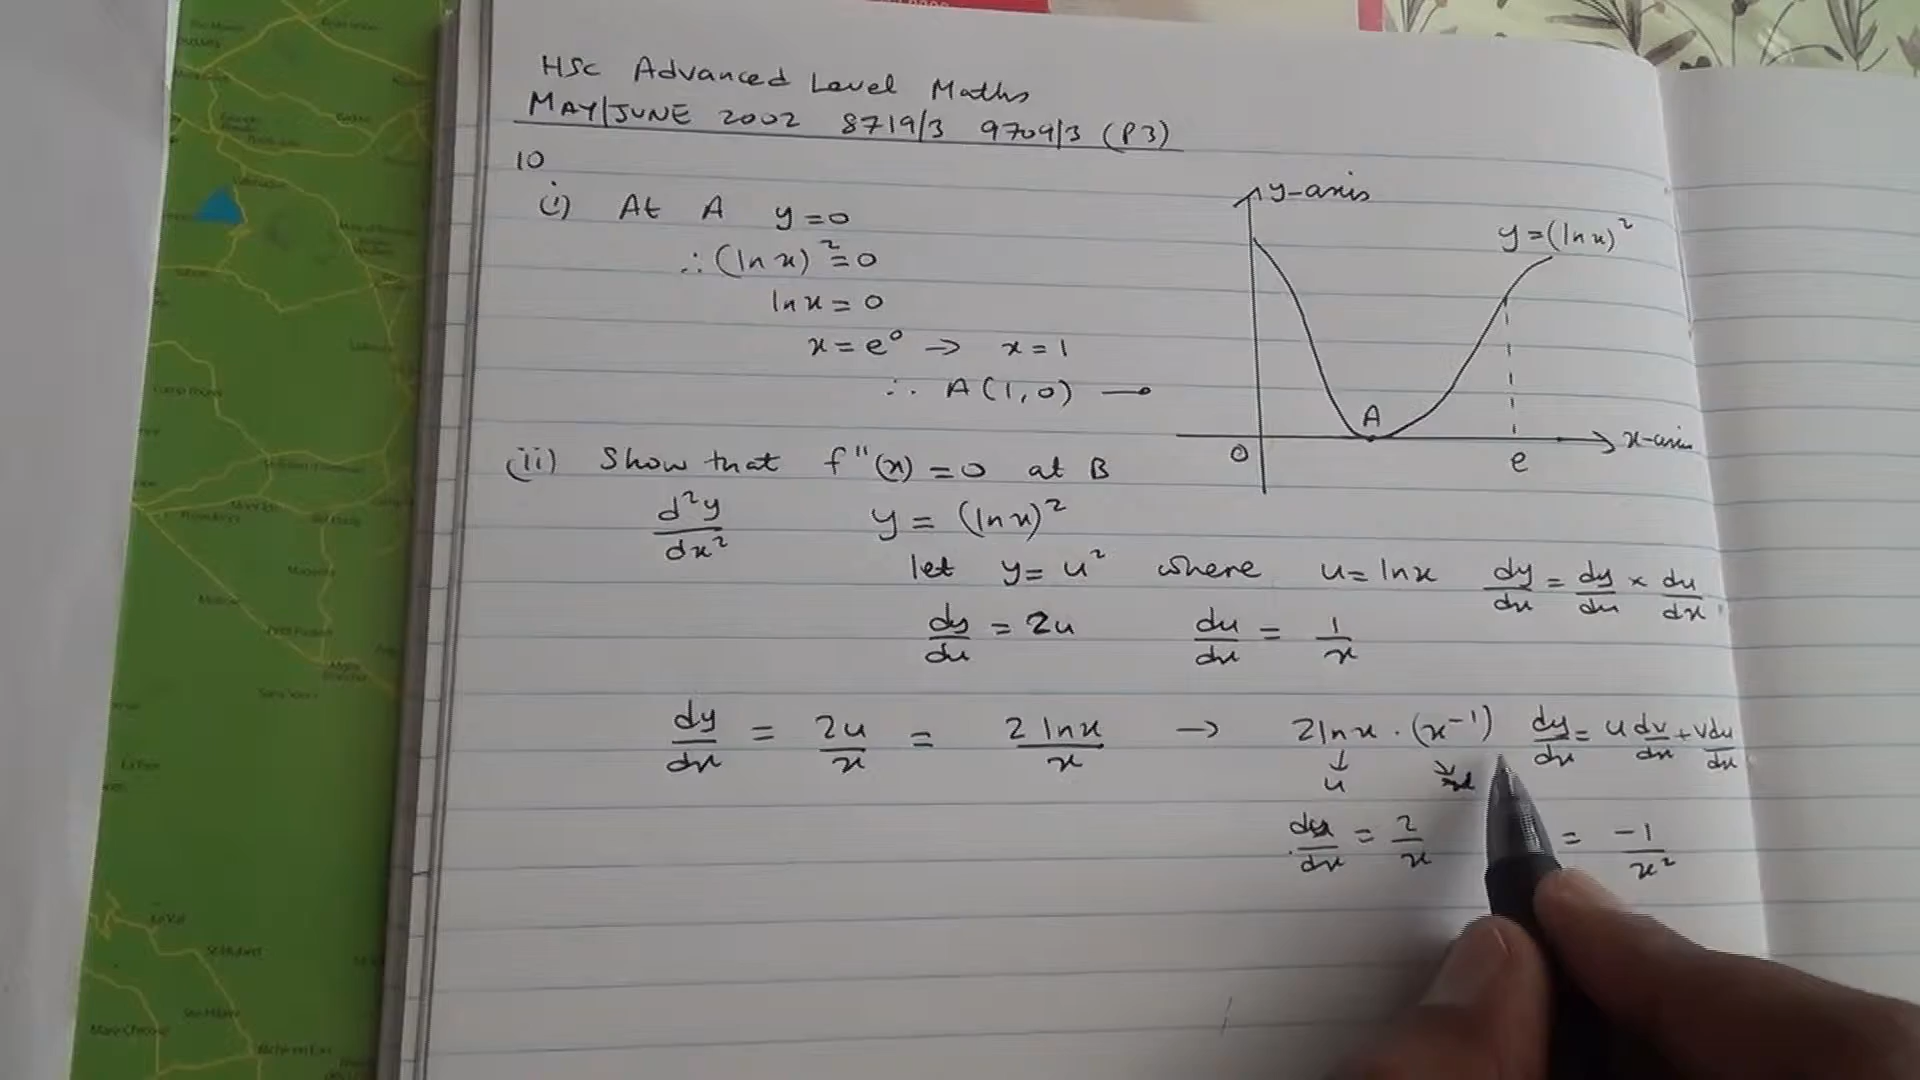 HSC Advanced Level Maths
MAY/JUNE 2002 8719/3 9709/3 (P3)
10
(i) At A y=0
∴ (ln x)² = 0
ln x = 0
x = e⁰ → x = 1
∴ A(1,0)
y-axis
y = (ln x)²
A
0
e
x-axis
(ii) Show that f''(x) = 0 at B
d²y/dx² y = (ln x)²
let y = u² where u = ln x dy/dx = dy/du × du/dx
dy/du = 2u du/dx = 1/x
dy/dx = 2u/x = 2 ln x/x → 2 ln x · (x⁻¹) dy/dx = u dv/dx + v du/dx
u
du/dx = 2/x = -1/x²